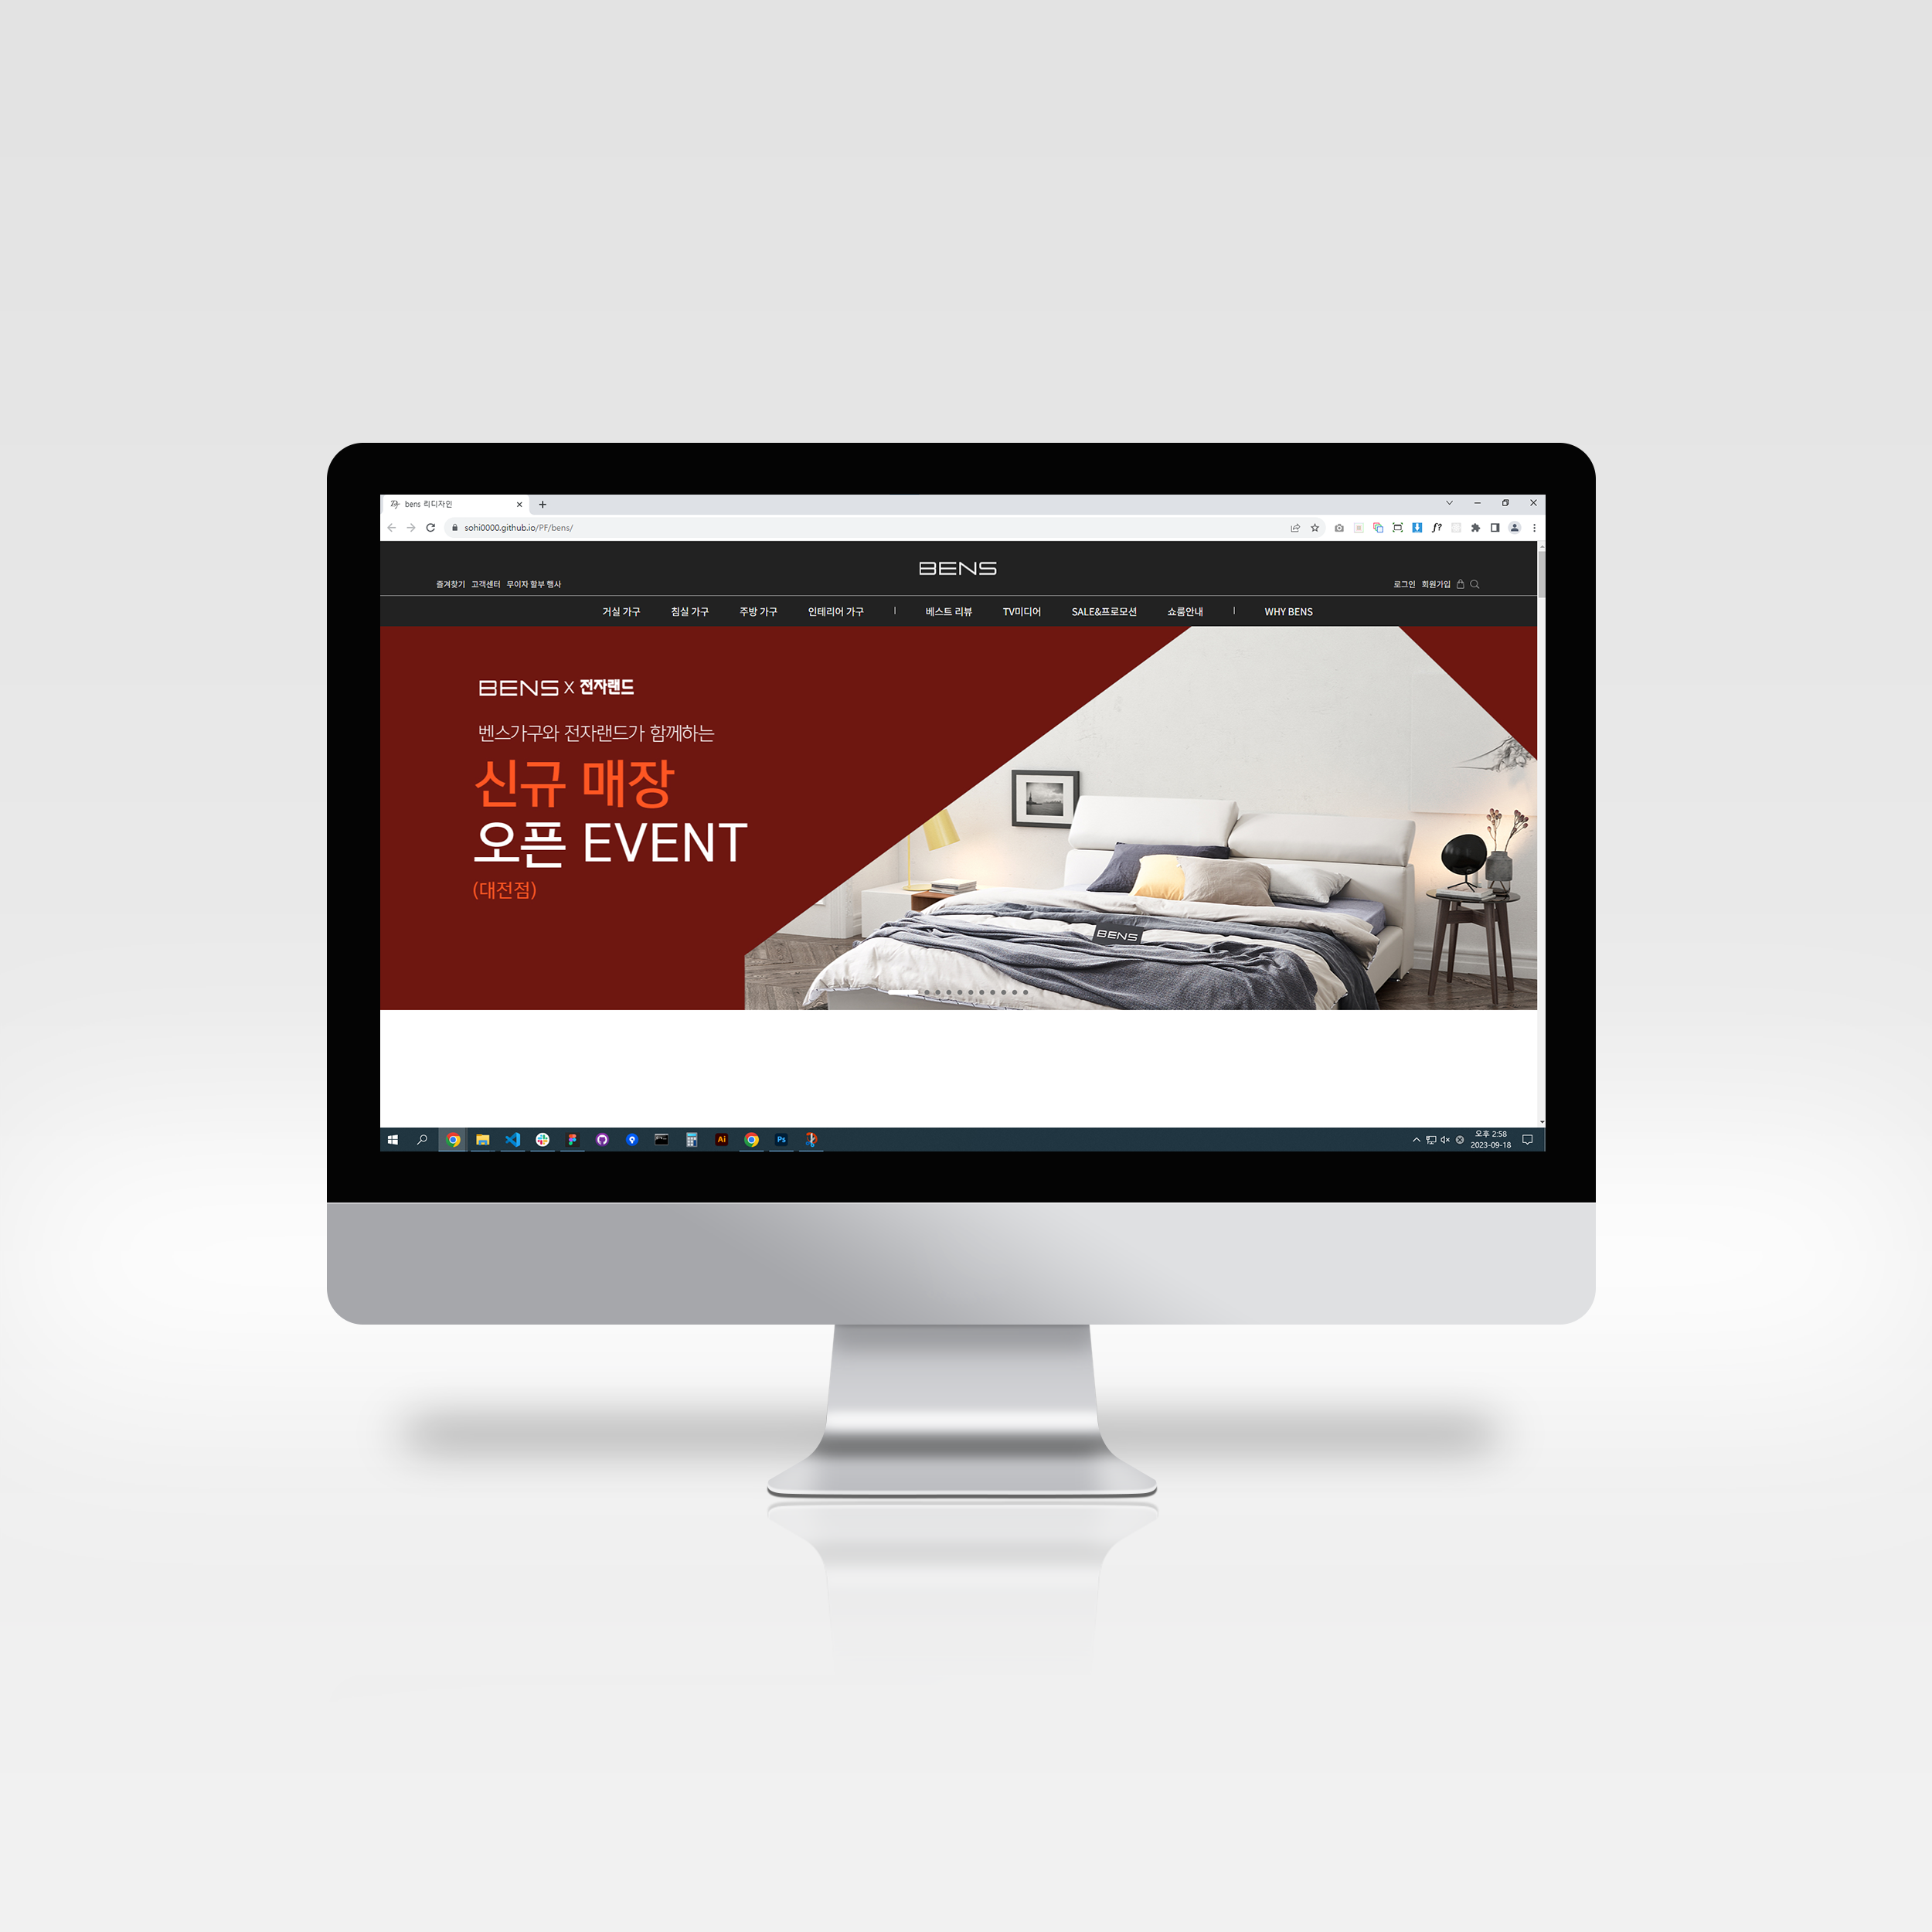 bens 리디자인
sohi0000.github.io/PF/bens/
f?
BENS
즐겨찾기 고객센터 무이자 할부 행사
로그인 회원가입
거실 가구 침실 가구 주방 가구 인테리어 가구 | 베스트 리뷰 TV미디어 SALE&프로모션 쇼룸안내 | WHY BENS
BENS X 전자랜드
벤스가구와 전자랜드가 함께하는
신규 매장
오픈 EVENT
(대전점)
BENS
Ai
Ps
오후 2:58
2023-09-18